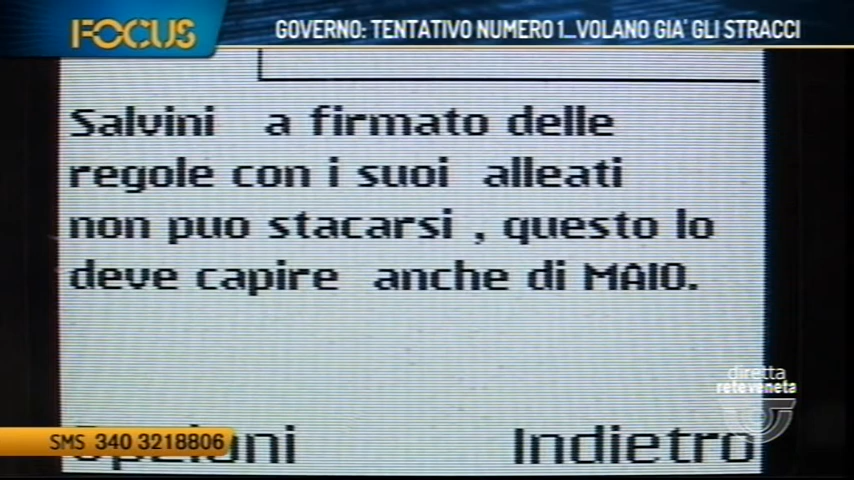 FOCUS
GOVERNO: TENTATIVO NUMERO 1...VOLANO GIA' GLI STRACCI
Salvini a firmato delle
regole con i suoi alleati
non puo stacarsi , questo lo
deve capire anche di MAIO.
diretta
reteveneta
SMS 340 3218806
Opzioni Indietro